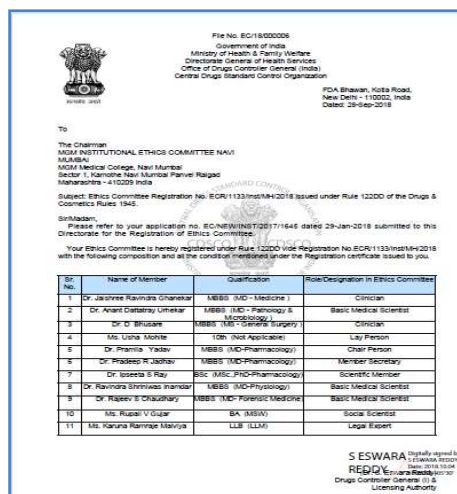 File No. EC/18/000006
Government of India
Ministry of Health & Family Welfare
Directorate General of Health Services
Office of Drugs Controller General (India)
Central Drugs Standard Control Organization
सत्यमेव जयते
FDA Bhawan, Kotla Road,
New Delhi - 110002, India
Dated: 28-Sep-2018
To
The Chairman
MGM INSTITUTIONAL ETHICS COMMITTEE NAVI
MUMBAI
MGM Medical College, Navi Mumbai
Sector 1, Kamothe Navi Mumbai Panvel Raigad
Maharashtra - 410209 India
Subject: Ethics Committee Registration No. ECR/1133/Inst/MH/2018 issued under Rule 122DD of the Drugs &
Cosmetics Rules 1945.
Sir/Madam,
Please refer to your application no. EC/NEW/INST/2017/1645 dated 29-Jan-2018 submitted to this
Directorate for the Registration of Ethics Committee.
Your Ethics Committee is hereby registered under Rule 122DD vide Registration No.ECR/1133/Inst/MH/2018
with the following composition and all the condition mentioned under the Registration certificate issued to you.
Sr. No. Name of Member Qualification Role/Designation in Ethics Committee
1 Dr. Jaishree Ravindra Ghanekar MBBS (MD - Medicine ) Clinician
2 Dr. Anant Dattatray Urhekar MBBS (MD - Pathology & Microbiology ) Basic Medical Scientist
3 Dr. D Bhusare MBBS (MS - General Surgery ) Clinician
4 Ms. Usha Mohite 10th (Not Applicable) Lay Person
5 Dr. Pramila Yadav MBBS (MD-Pharmacology) Chair Person
6 Dr. Pradeep R Jadhav MBBS (MD-Pharmacology) Member Secretary
7 Dr. Ipseeta S Ray BSc (MSc.,PhD-Pharmacology) Scientific Member
8 Dr. Ravindra Shriniwas Inamdar MBBS (MD-Physiology) Basic Medical Scientist
9 Dr. Rajeev S Chaudhary MBBS (MD- Forensic Medicine) Basic Medical Scientist
10 Ms. Rupali V Gujar BA (MSW) Social Scientist
11 Ms. Karuna Ramraje Malviya LLB (LLM) Legal Expert
S ESWARA REDDY
Digitally signed by
S ESWARA REDDY
Date: 2018.10.04
Drugs Controller General (I) &
Licensing Authority